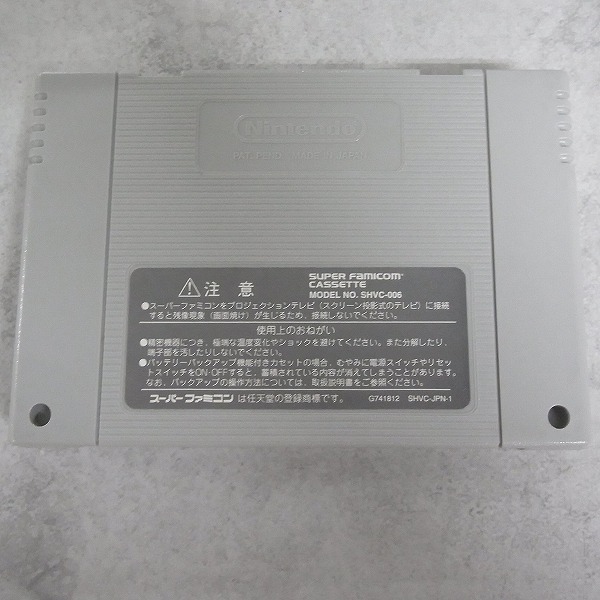 Nintendo
PAT. PEND. MADE IN JAPAN
注意
SUPER FAMICOM
CASSETTE
MODEL NO. SHVC-006
●スーパーファミコンをプロジェクションテレビ（スクリーン投影式のテレビ）に接続
すると残像現象（画面焼け）が生じるため、接続しないでください。
使用上のおねがい
●精密機器につき、極端な温度変化やショックを避けてください。また分解したり、
端子部を汚したりしないでください。
●バッテリーバックアップ機能付きカセットの場合、むやみに電源スイッチやリセッ
トスイッチをON・OFFすると、蓄積されている内容が消えてしまうことがあります。
なお、バックアップの操作方法については、取扱説明書をご参照ください。
スーパーファミコンは任天堂の登録商標です。 G741812 SHVC-JPN-1